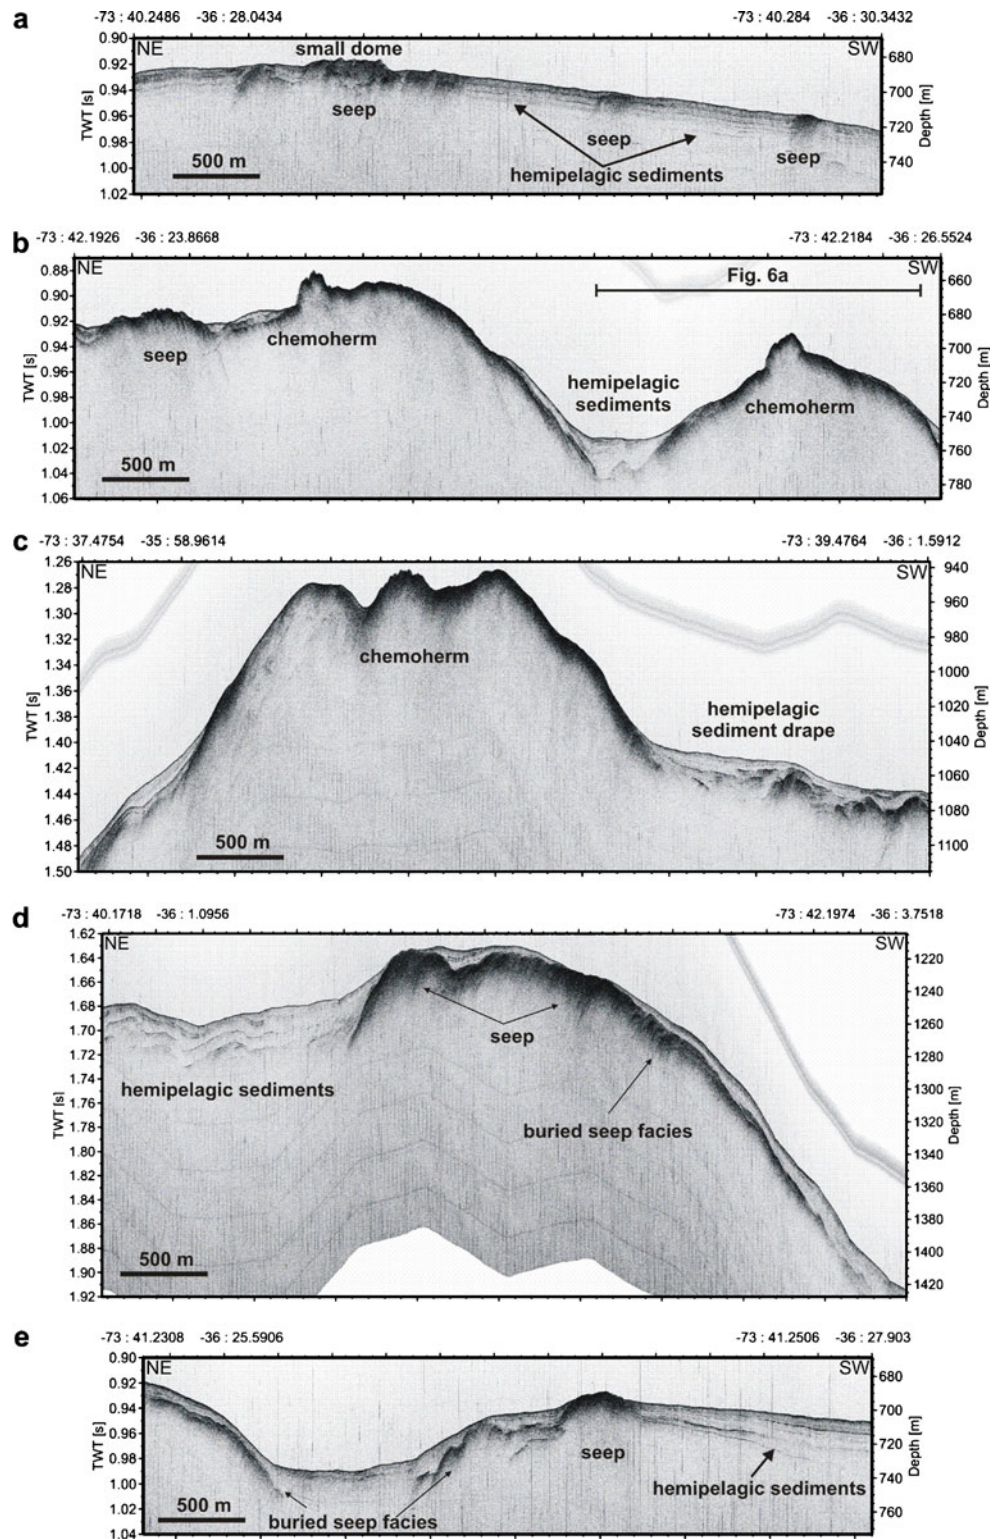 a
-73 : 40.2486 -36 : 28.0434
-73 : 40.284 -36 : 30.3432
NE
small dome
SW
seep
seep
seep
hemipelagic sediments
500 m
TWT [s]
0.90
0.92
0.94
0.96
0.98
1.00
1.02
Depth [m]
680
700
720
740
b
-73 : 42.1926 -36 : 23.8668
-73 : 42.2184 -36 : 26.5524
NE
SW
Fig. 6a
seep
chemoherm
hemipelagic
sediments
chemoherm
500 m
TWT [s]
0.88
0.90
0.92
0.94
0.96
0.98
1.00
1.02
1.04
1.06
Depth [m]
660
680
700
720
740
760
780
c
-73 : 37.4754 -35 : 58.9614
-73 : 39.4764 -36 : 1.5912
NE
SW
chemoherm
hemipelagic
sediment drape
500 m
TWT [s]
1.26
1.28
1.30
1.32
1.34
1.36
1.38
1.40
1.42
1.44
1.46
1.48
1.50
Depth [m]
940
960
980
1000
1020
1040
1060
1080
1100
d
-73 : 40.1718 -36 : 1.0956
-73 : 42.1974 -36 : 3.7518
NE
SW
seep
hemipelagic sediments
buried seep facies
500 m
TWT [s]
1.62
1.64
1.66
1.68
1.70
1.72
1.74
1.76
1.78
1.80
1.82
1.84
1.86
1.88
1.90
1.92
Depth [m]
1220
1240
1260
1280
1300
1320
1340
1360
1380
1400
1420
e
-73 : 41.2308 -36 : 25.5906
-73 : 41.2506 -36 : 27.903
NE
SW
seep
hemipelagic sediments
buried seep facies
500 m
TWT [s]
0.90
0.92
0.94
0.96
0.98
1.00
1.02
1.04
Depth [m]
680
700
720
740
760